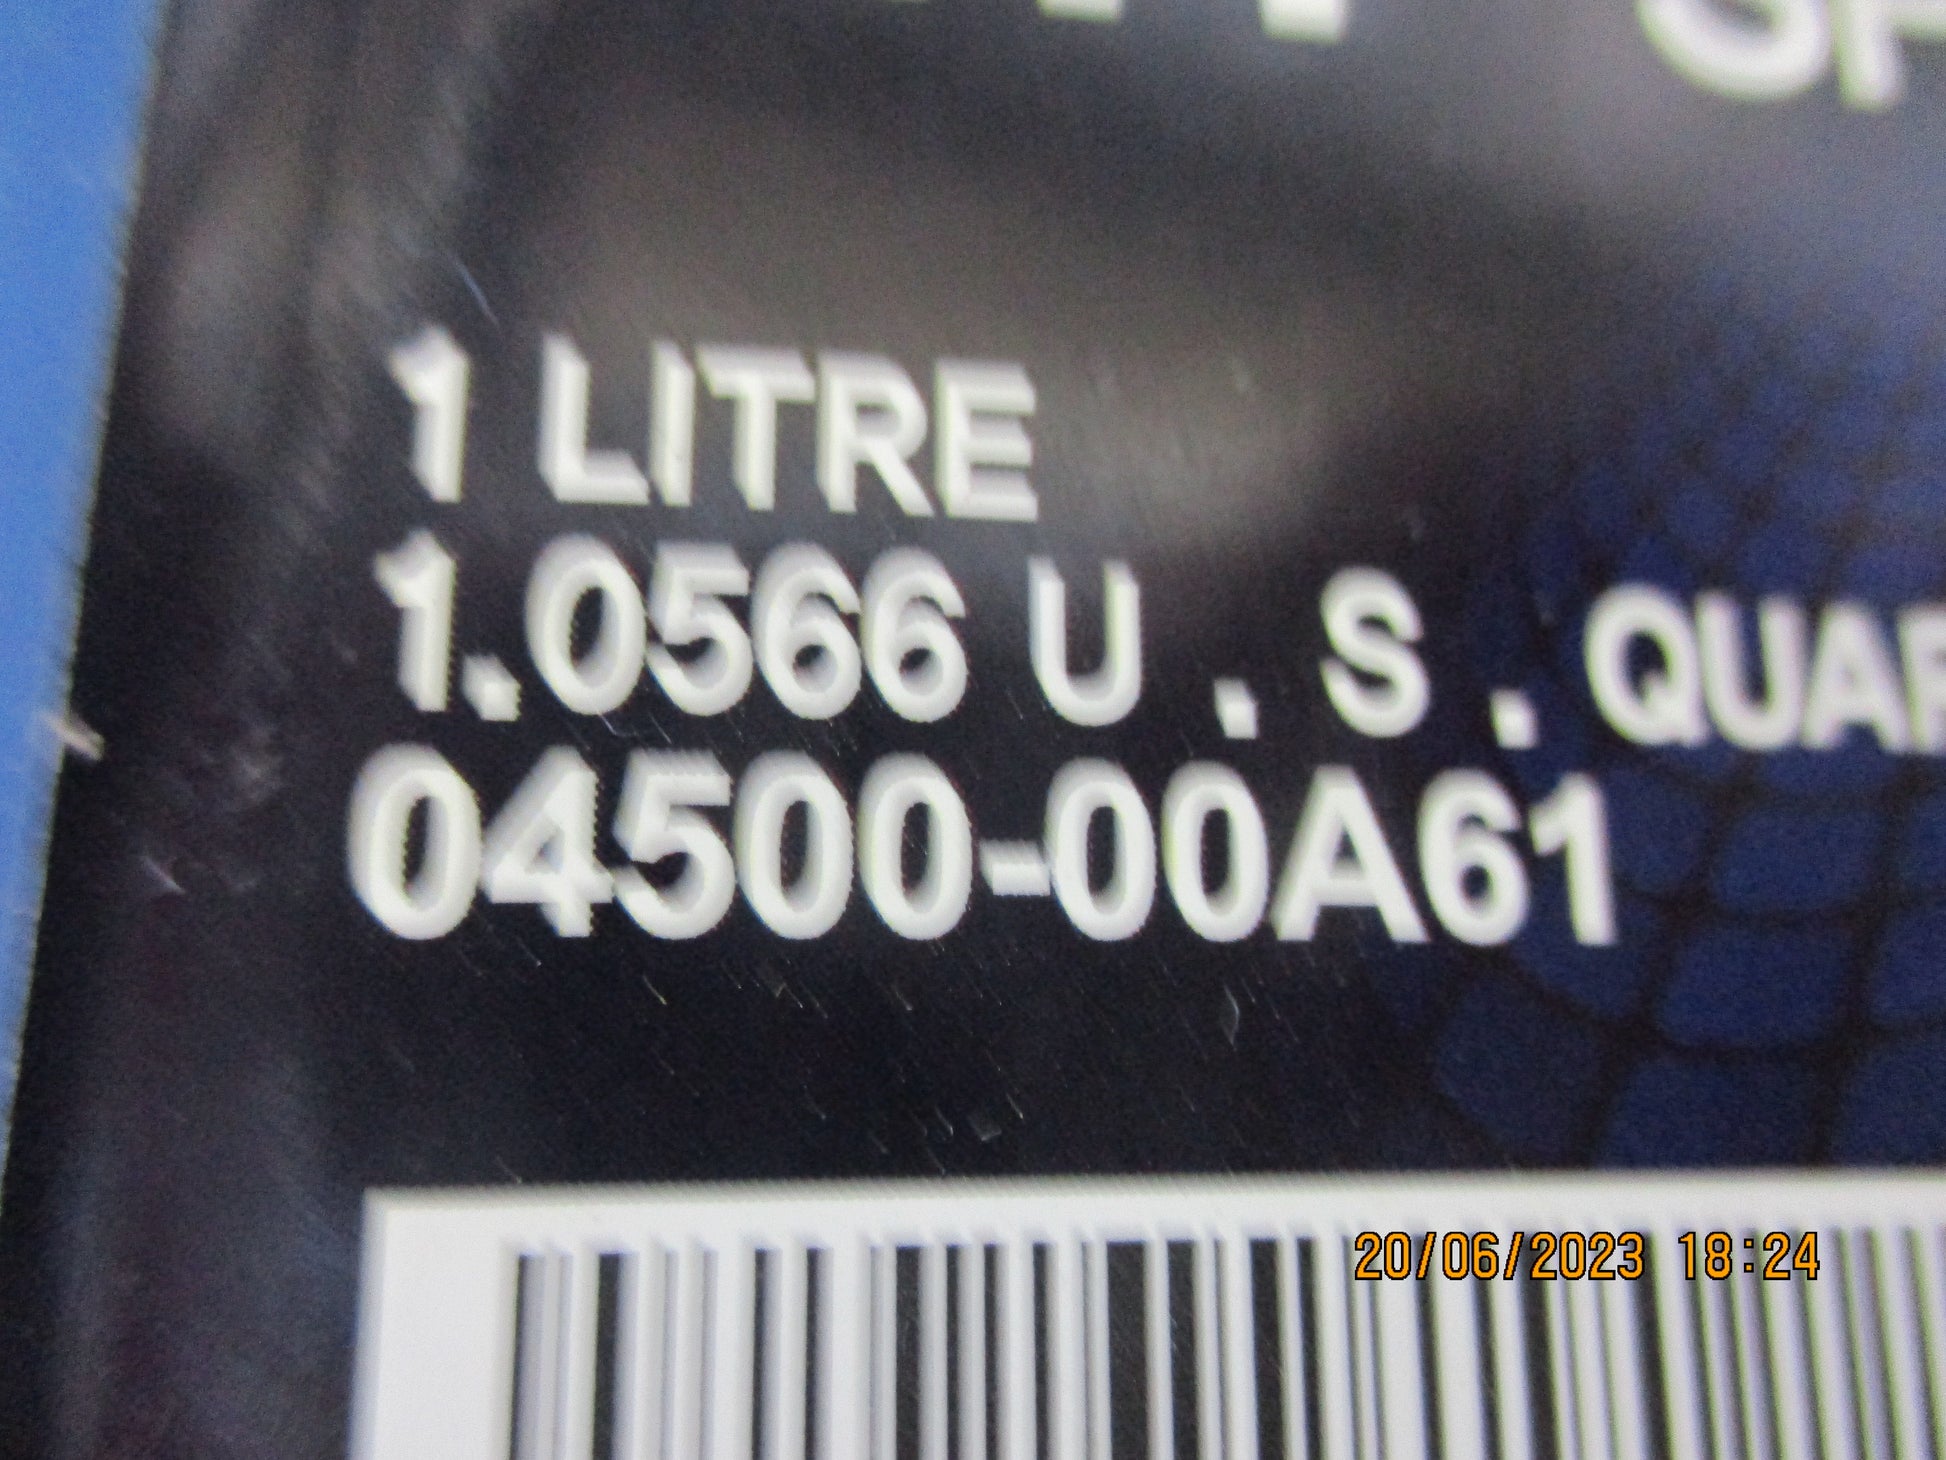 1 LITRE
1.0566 U . S . QUAR
04500-00A61
20/06/2023 18:24